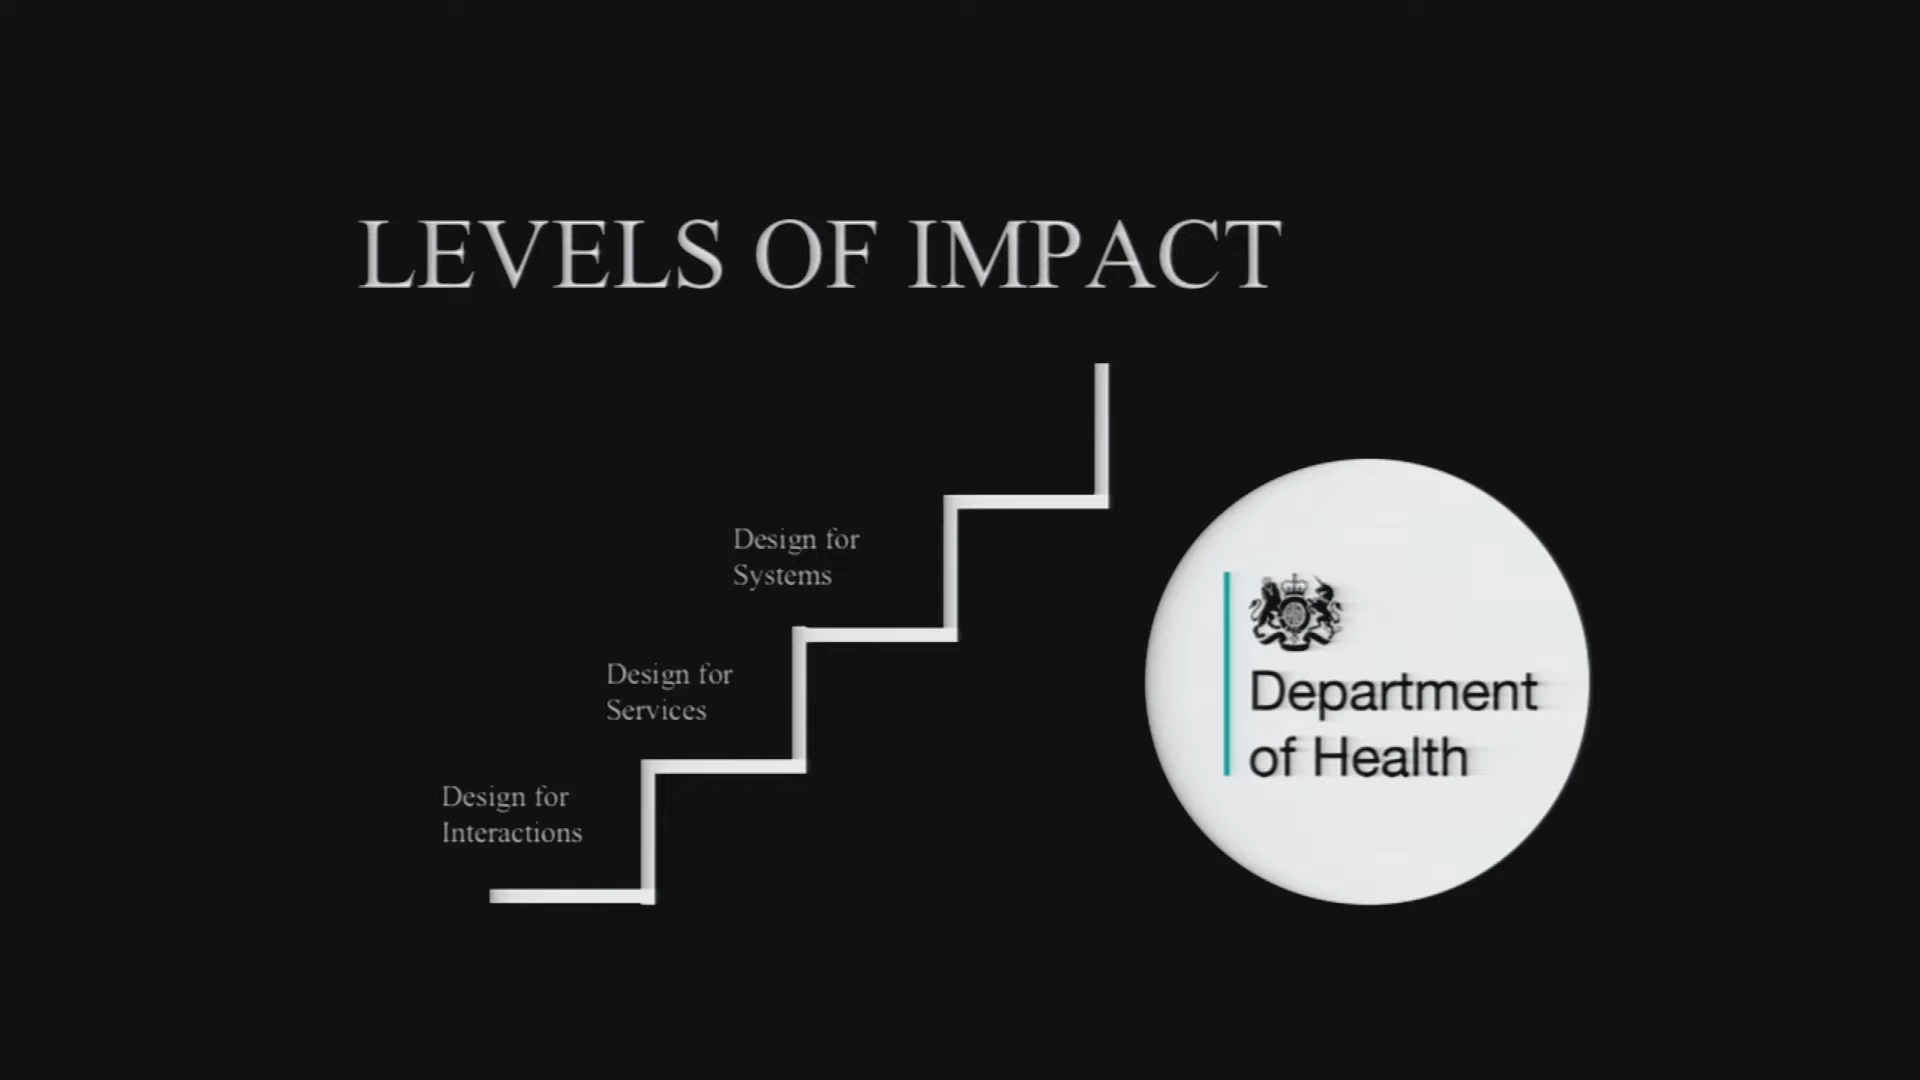 LEVELS OF IMPACT
Design for
Systems
Design for
Services
Design for
Interactions
Department
of Health